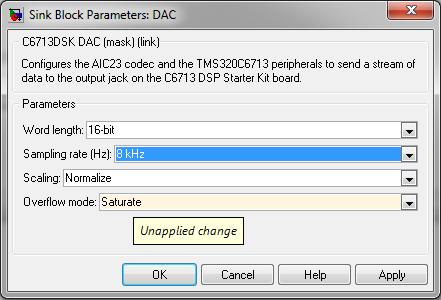 Sink Block Parameters: DAC
C6713DSK DAC (mask) (link)
Configures the AIC23 codec and the TMS320C6713 peripherals to send a stream of
data to the output jack on the C6713 DSP Starter Kit board.
Parameters
Word length: 16-bit
Sampling rate (Hz): 8 kHz
Scaling: Normalize
Overflow mode: Saturate
Unapplied change
OK Cancel Help Apply